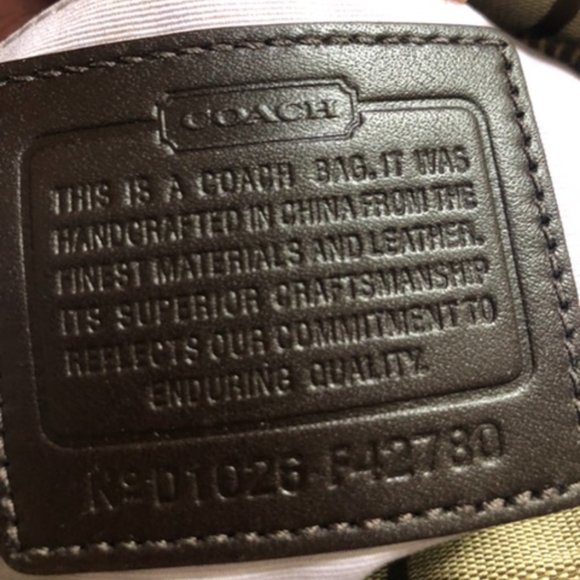 COACH
THIS IS A COACH BAG. IT WAS
HANDCRAFTED IN CHINA FROM THE
FINEST MATERIALS AND LEATHER.
ITS SUPERIOR CRAFTSMANSHIP
REFLECTS OUR COMMITMENT TO
ENDURING QUALITY.
Nº D1026-F42780